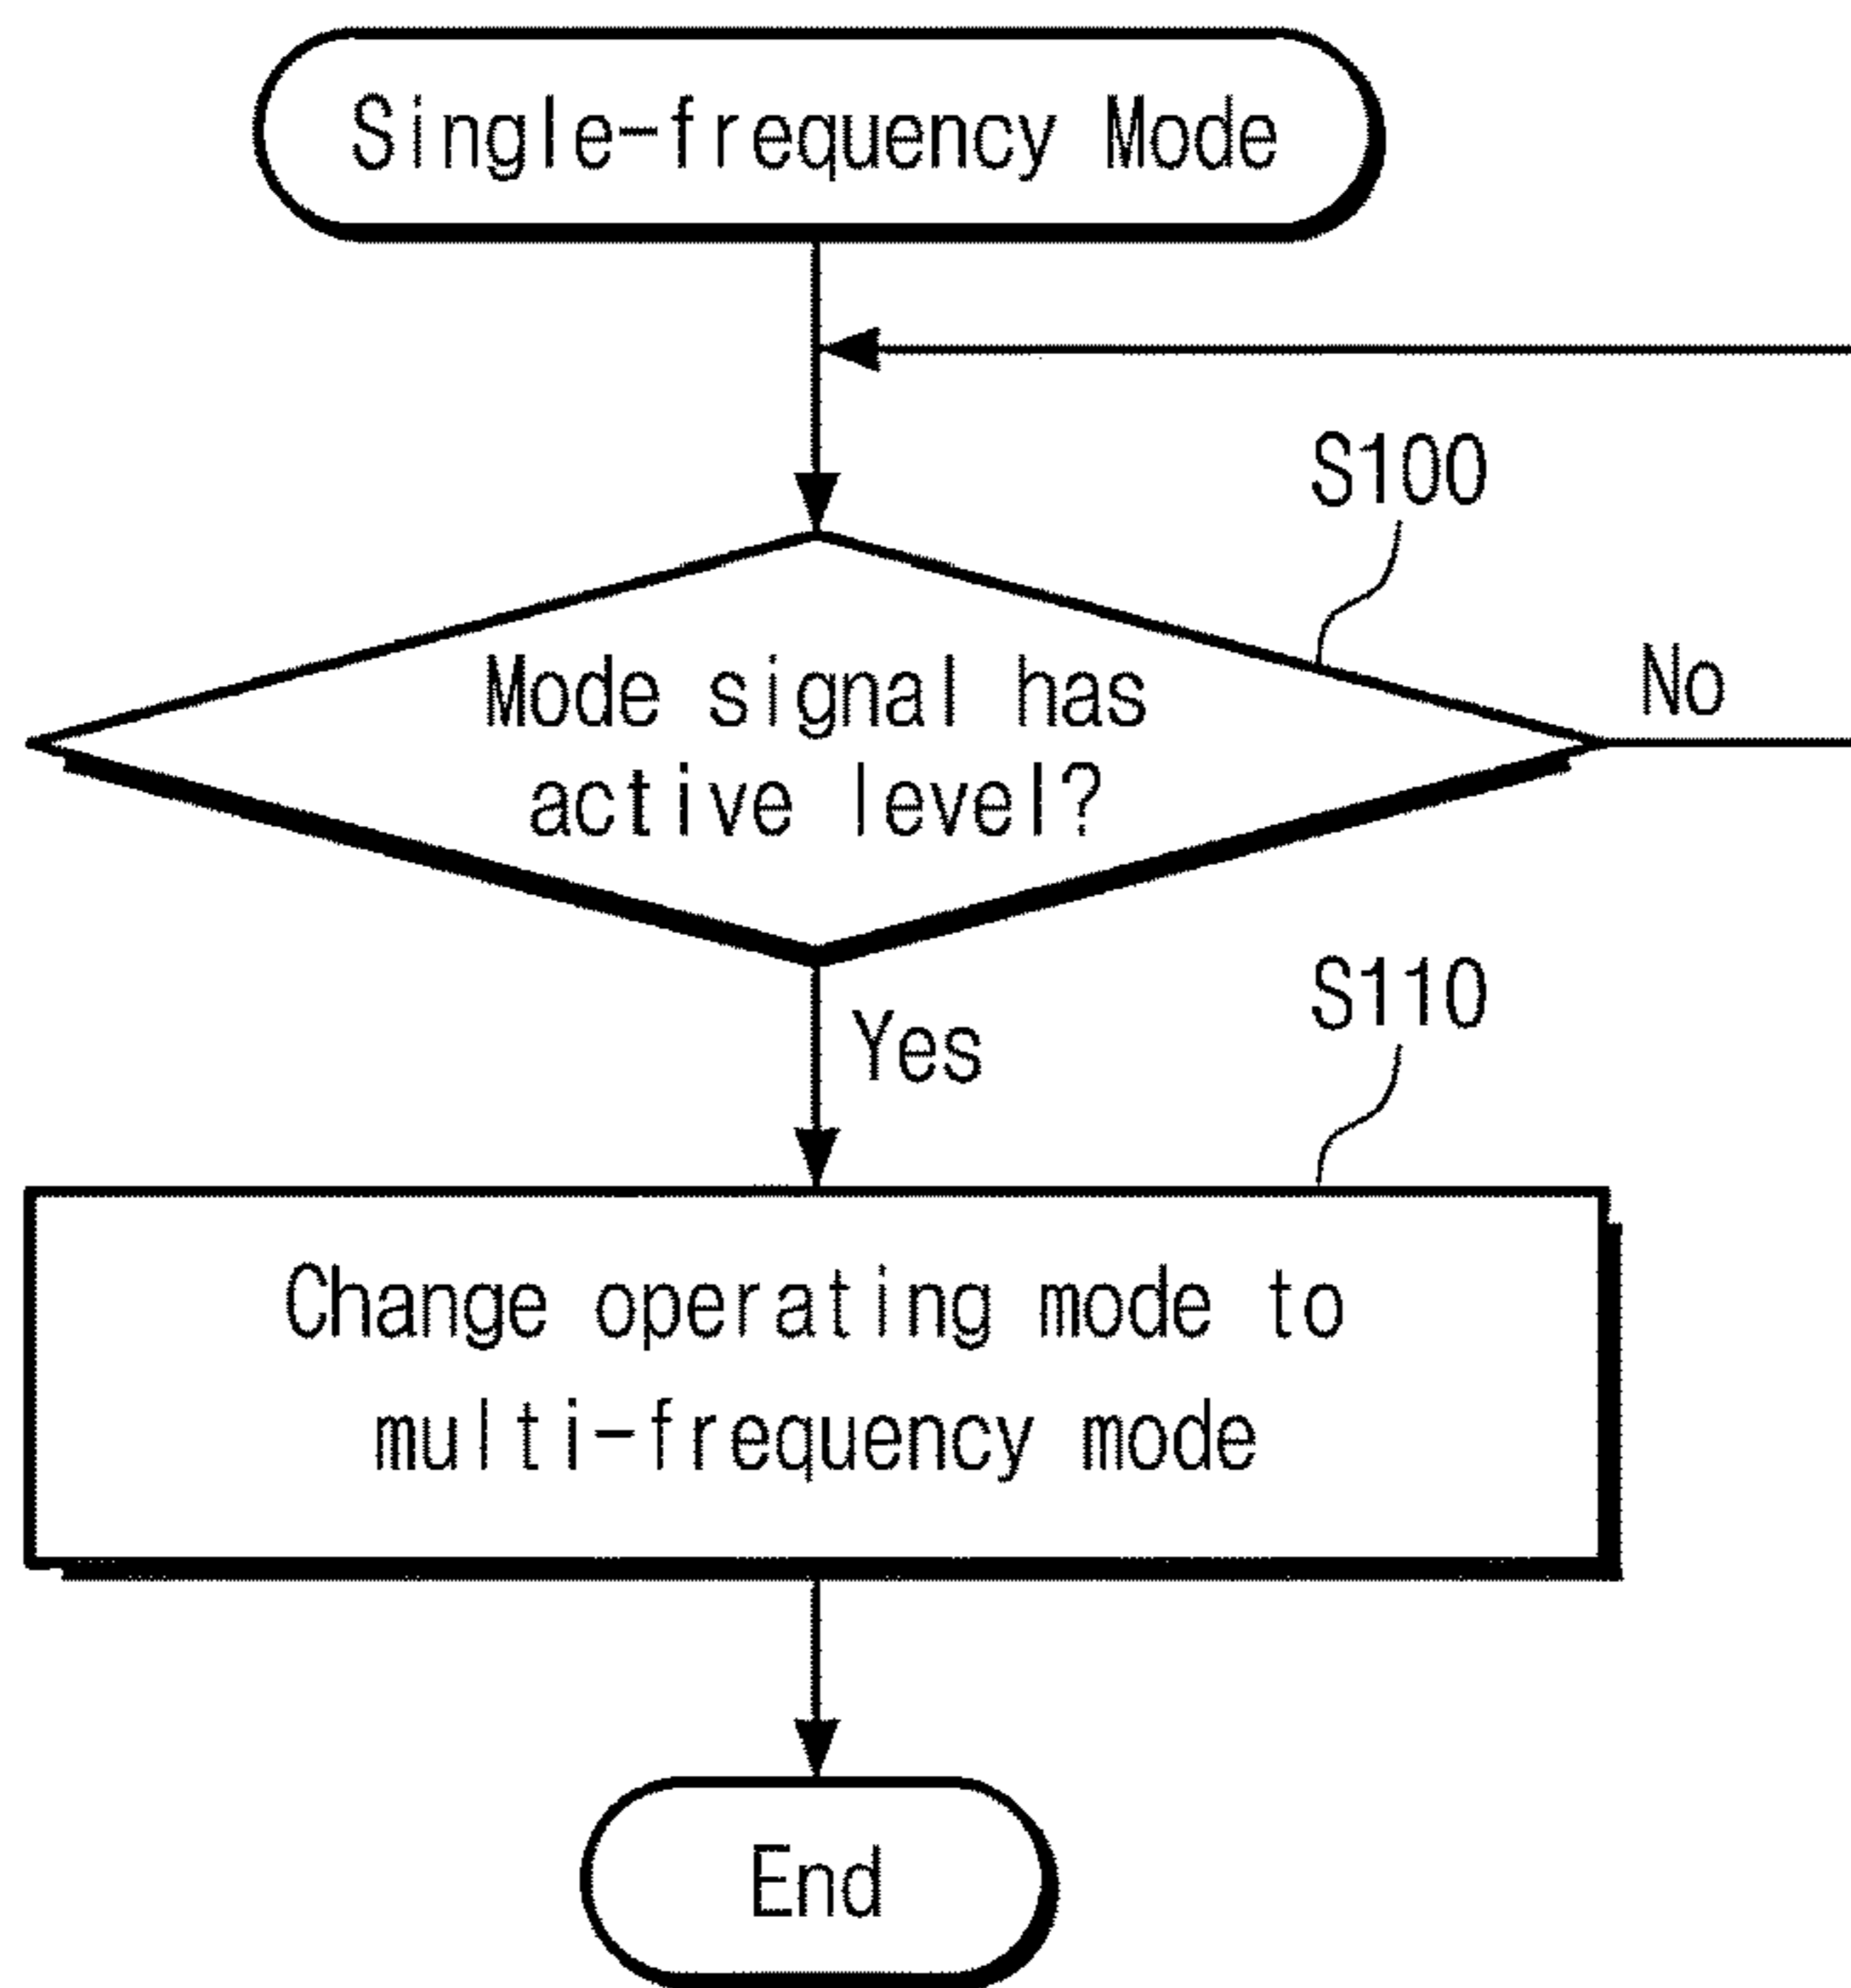 Single-frequency Mode
S100
Mode signal has
active level?
No
Yes
S110
Change operating mode to
multi-frequency mode
End